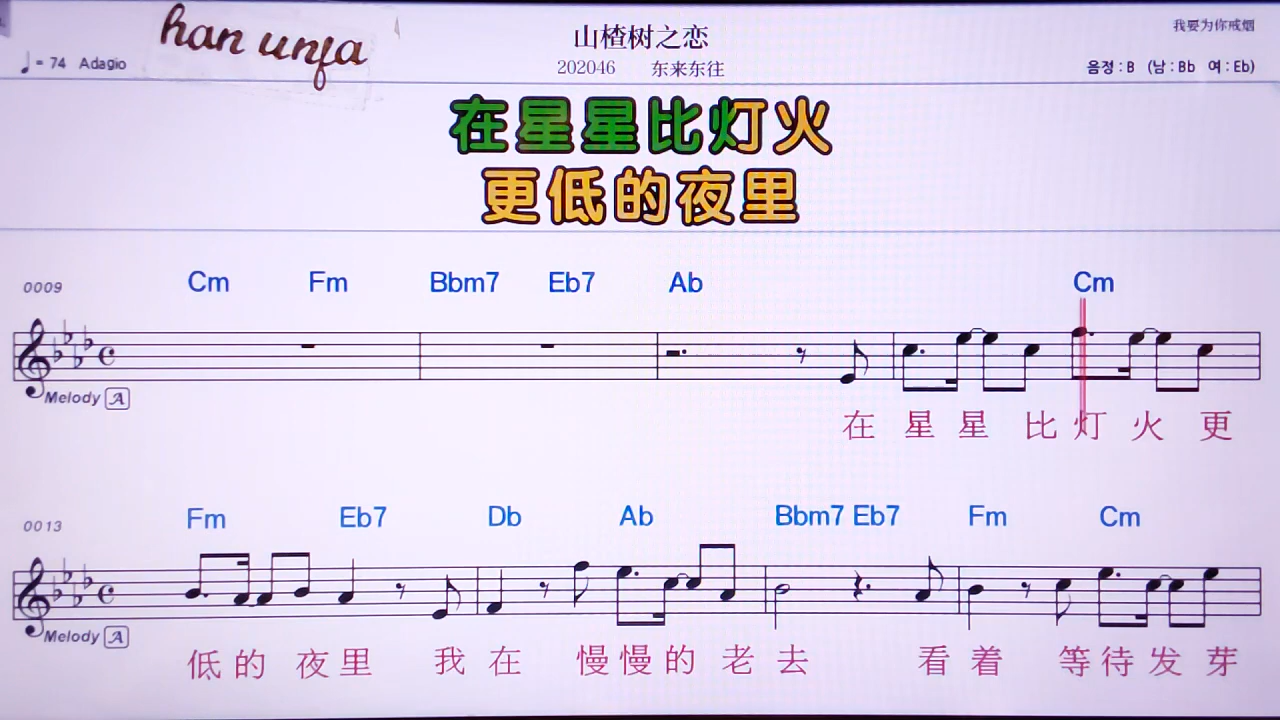 han unfa
山楂树之恋
我要为你戒烟
♩= 74 Adagio
202046 东来东往
음정 : B (남 : Bb 여 : Eb)
在星星比灯火
更低的夜里
0009 Cm Fm Bbm7 Eb7 Ab Cm
Melody A
在 星 星 比 灯 火 更
0013 Fm Eb7 Db Ab Bbm7 Eb7 Fm Cm
Melody A
低 的 夜 里 我 在 慢 慢 的 老 去 看 着 等 待 发 芽